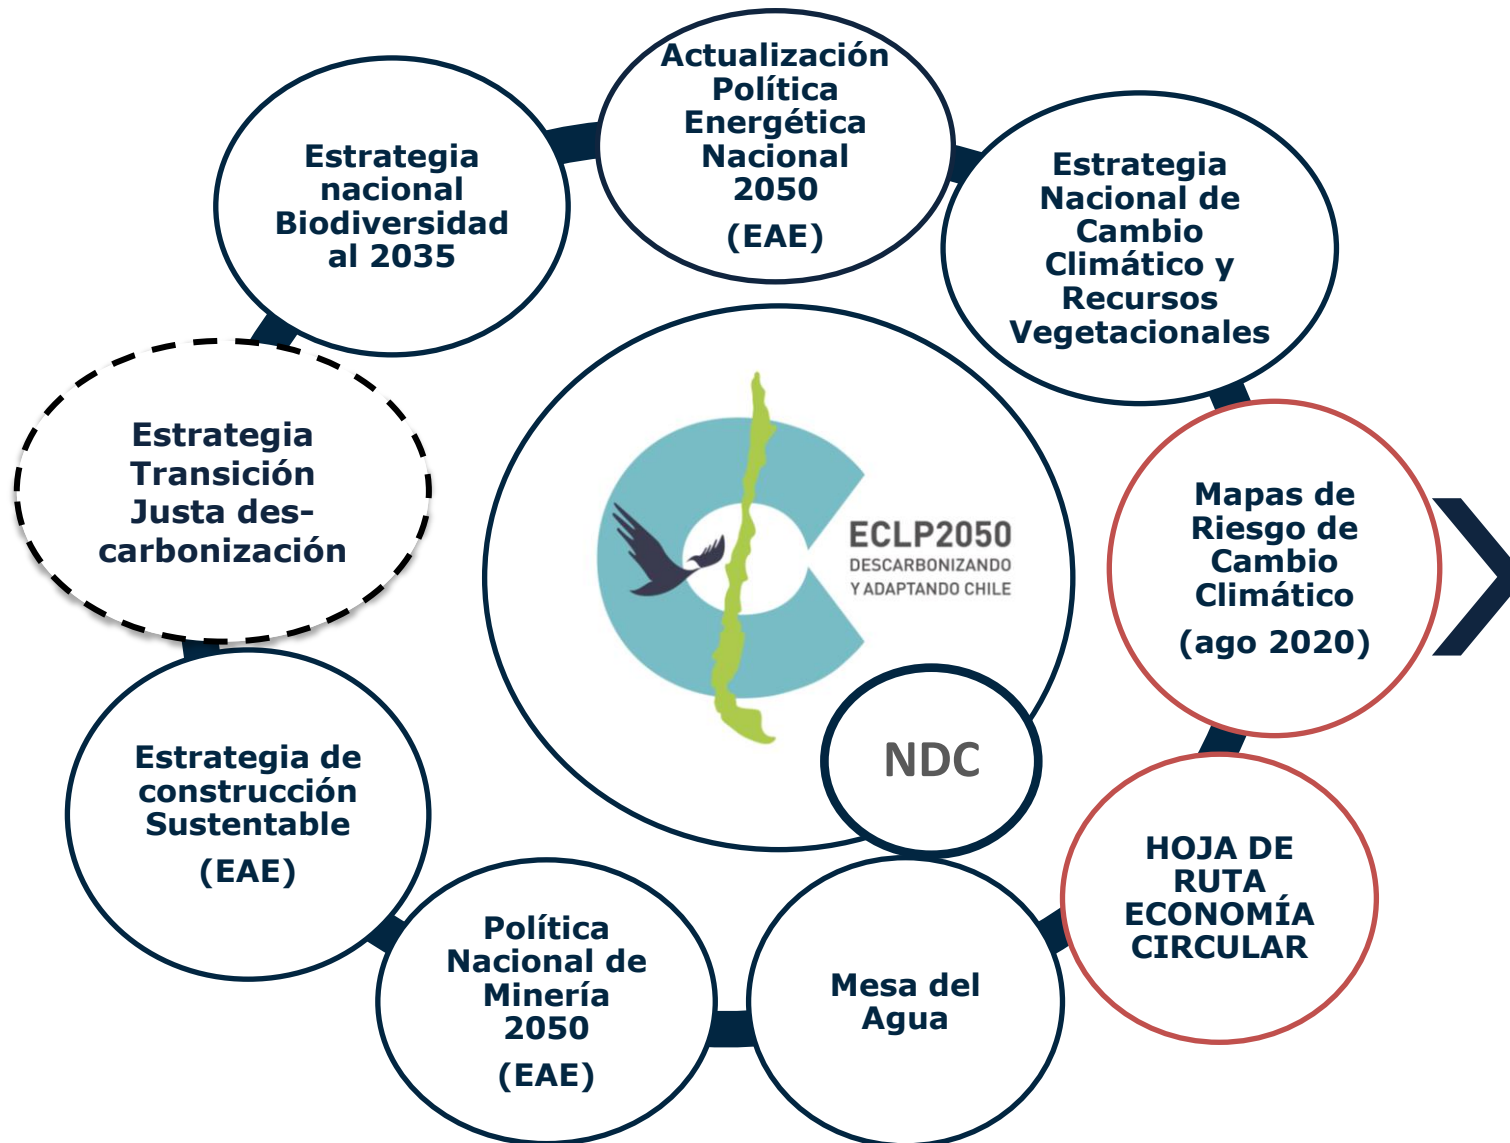 Actualización
Política
Energética
Nacional
2050
(EAE)
Estrategia
nacional
Biodiversidad
al 2035
Estrategia
Nacional de
Cambio
Climático y
Recursos
Vegetacionales
Estrategia
Transición
Justa des-
carbonización
ECLP2050
DESCARBONIZANDO
Y ADAPTANDO CHILE
Mapas de
Riesgo de
Cambio
Climático
(ago 2020)
NDC
Estrategia de
construcción
Sustentable
(EAE)
HOJA DE
RUTA
ECONOMÍA
CIRCULAR
Política
Nacional de
Minería
2050
(EAE)
Mesa del
Agua